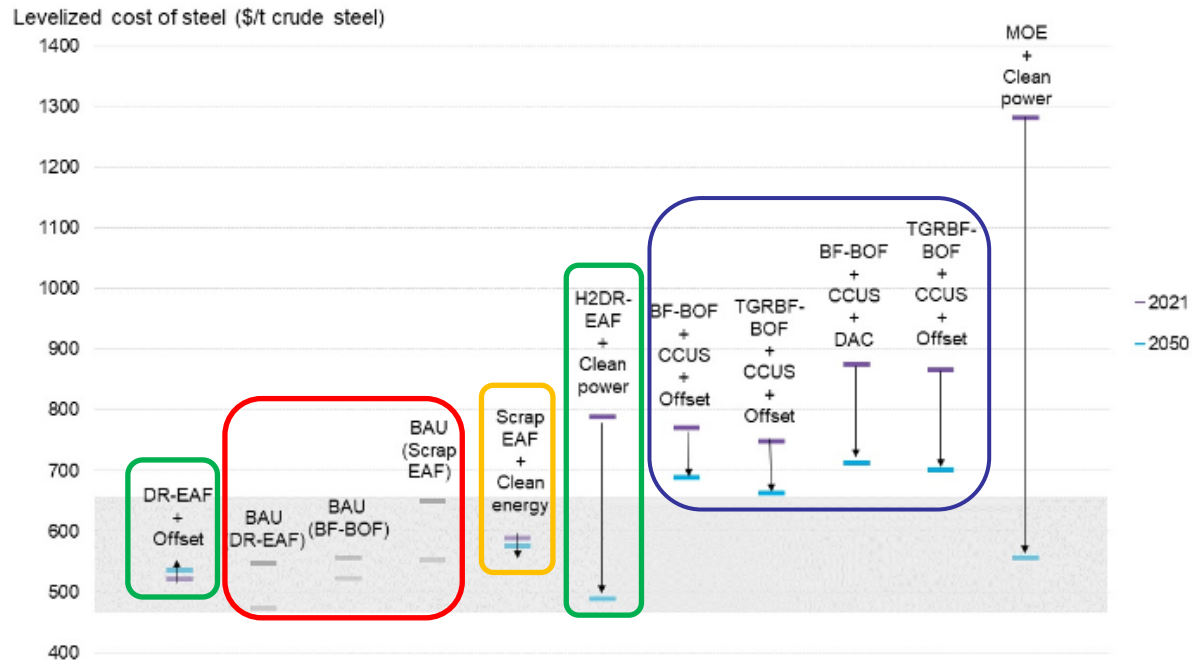 Levelized cost of steel ($/t crude steel)
1400
1300
1200
1100
1000
900
800
700
600
500
400
DR-EAF
+
Offset
BAU
(DR-EAF)
BAU
(BF-BOF)
BAU
(Scrap
EAF)
Scrap
EAF
+
Clean
energy
H2DR-
EAF
+
Clean
power
BF-BOF
+
CCUS
+
Offset
TGRBF-
BOF
+
CCUS
+
Offset
BF-BOF
+
CCUS
+
DAC
TGRBF-
BOF
+
CCUS
+
Offset
MOE
+
Clean
power
2021
2050